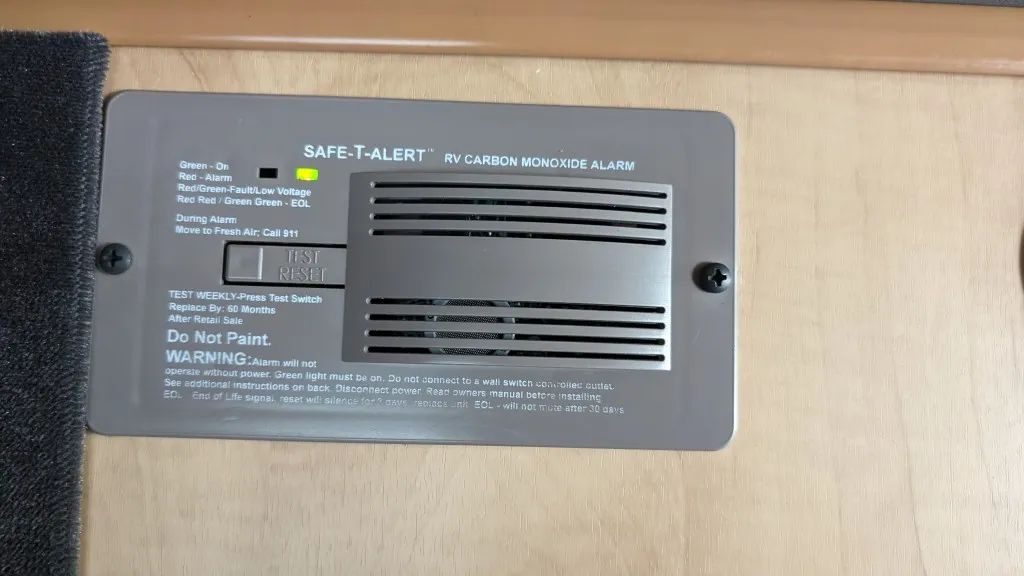 SAFE-T-ALERT™ RV CARBON MONOXIDE ALARM
Green - On
Red - Alarm
Red/Green-Fault/Low Voltage
Red Red / Green Green - EOL
During Alarm
Move to Fresh Air; Call 911
TEST
RESET
TEST WEEKLY-Press Test Switch
Replace By: 60 Months
After Retail Sale
Do Not Paint.
WARNING: Alarm will not
operate without power. Green light must be on. Do not connect to a wall switch controlled outlet.
See additional instructions on back. Disconnect power. Read owners manual before installing
EOL - End of Life signal, reset will silence for 3 days, replace unit. EOL - will not mute after 30 days